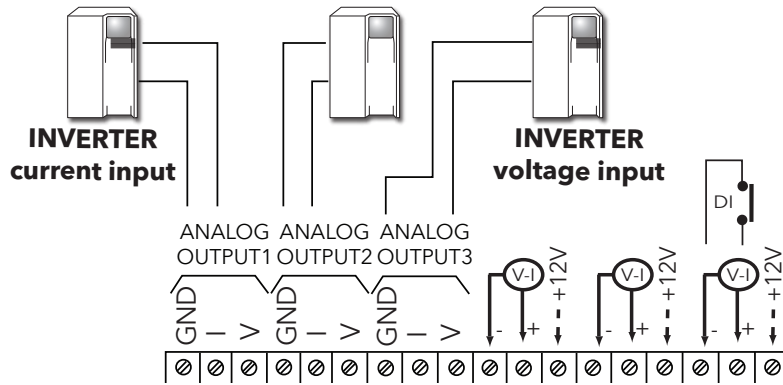 INVERTER
current input
INVERTER
voltage input
DI
ANALOG OUTPUT1
ANALOG OUTPUT2
ANALOG OUTPUT3
GND I V
GND I V
GND I V
V-I
- +
+12V
V-I
- +
+12V
V-I
- +
+12V